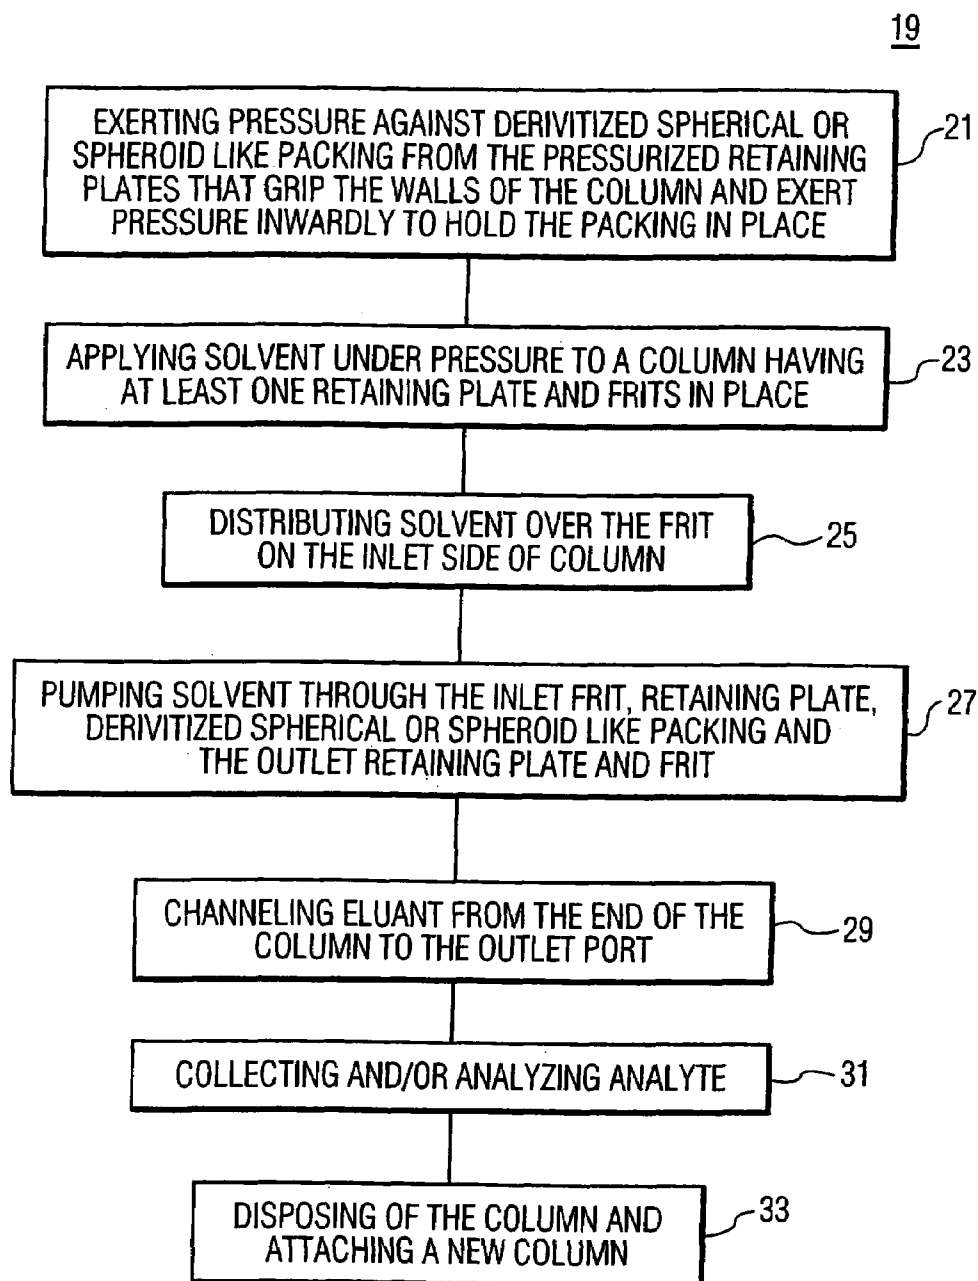 19
EXERTING PRESSURE AGAINST DERIVITIZED SPHERICAL OR
SPHEROID LIKE PACKING FROM THE PRESSURIZED RETAINING
PLATES THAT GRIP THE WALLS OF THE COLUMN AND EXERT
PRESSURE INWARDLY TO HOLD THE PACKING IN PLACE
21
APPLYING SOLVENT UNDER PRESSURE TO A COLUMN HAVING
AT LEAST ONE RETAINING PLATE AND FRITS IN PLACE
23
DISTRIBUTING SOLVENT OVER THE FRIT
ON THE INLET SIDE OF COLUMN
25
PUMPING SOLVENT THROUGH THE INLET FRIT, RETAINING PLATE,
DERIVITIZED SPHERICAL OR SPHEROID LIKE PACKING AND
THE OUTLET RETAINING PLATE AND FRIT
27
CHANNELING ELUANT FROM THE END OF THE
COLUMN TO THE OUTLET PORT
29
COLLECTING AND/OR ANALYZING ANALYTE
31
DISPOSING OF THE COLUMN AND
ATTACHING A NEW COLUMN
33